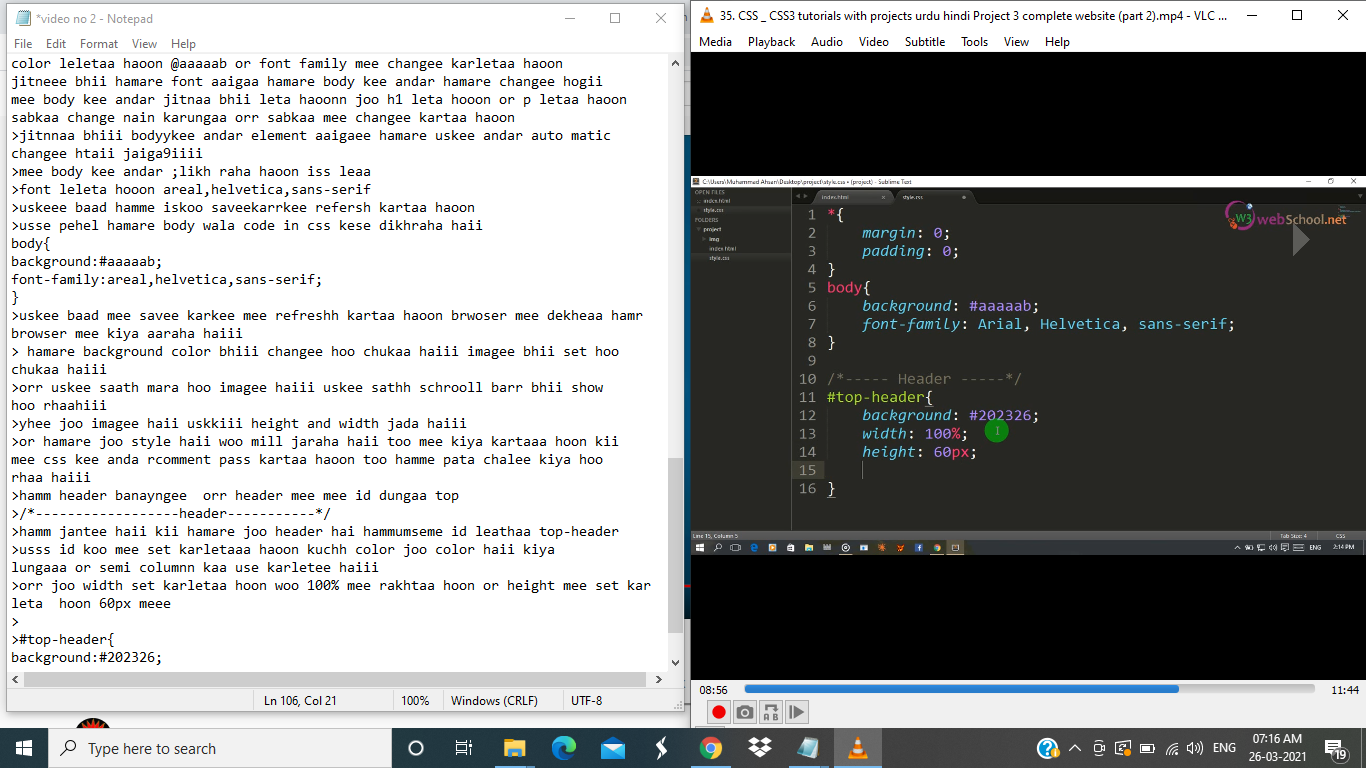 *video no 2 - Notepad
File Edit Format View Help
color leletaa haoon @aaaaab or font family mee changee karletaa haoon
jitneee bhii hamare font aaigaa hamare body kee andar hamare changee hogii
mee body kee andar jitnaa bhii leta haoonn joo h1 leta hooon or p letaa haoon
sabkaa change nain karungaa orr sabkaa mee changee kartaa haoon
>jitnnaa bhiii bodyykee andar element aaigaee hamare uskee andar auto matic
changee htaii jaiga9iiii
>mee body kee andar ;likh raha haoon iss leaa
>font leleta hooon areal,helvetica,sans-serif
>uskeee baad hamme iskoo saveekarrkee refersh kartaa haoon
>usse pehel hamare body wala code in css kese dikhraha haii
body{
background:#aaaaab;
font-family:areal,helvetica,sans-serif;
}
>uskee baad mee savee karkee mee refreshh kartaa haoon brwoser mee dekheaa hamr
browser mee kiya aaraha haiii
> hamare background color bhiii changee hoo chukaa haiii imagee bhii set hoo
chukaa haiii
>orr uskee saath mara hoo imagee haiii uskee sathh schrooll barr bhii show
hoo rhaahiii
>yhee joo imagee haii uskkiii height and width jada haiii
>or hamare joo style haii woo mill jaraha haii too mee kiya kartaaa hoon kii
mee css kee anda rcomment pass kartaa haoon too hamme pata chalee kiya hoo
rhaa haiii
>hamm header banayngee  orr header mee mee id dungaa top
>/*------------------header-----------*/
>hamm jantee haii kii hamare joo header hai hammumseme id leathaa top-header
>usss id koo mee set karletaaa haoon kuchh color joo color haii kiya
lungaaa or semi columnn kaa use karletee haiii
>orr joo width set karletaa hoon woo 100% mee rakhtaa hoon or height mee set kar
leta  hoon 60px meee
>
>#top-header{
background:#202326;
Ln 106, Col 21 100% Windows (CRLF) UTF-8
35. CSS _ CSS3 tutorials with projects urdu hindi Project 3 complete website (part 2).mp4 - VLC ...
Media Playback Audio Video Subtitle Tools View Help
C:\Users\Muhammad Ahsan\Desktop\project\style.css • (project) - Sublime Text
OPEN FILES
index.html
style.css
FOLDERS
project
img
index.html
style.css
index.html style.css
W3 webSchool.net
1 *{
2 margin: 0;
3 padding: 0;
4 }
5 body{
6 background: #aaaaab;
7 font-family: Arial, Helvetica, sans-serif;
8 }
9
10 /*----- Header -----*/
11 #top-header{
12 background: #202326;
13 width: 100%;
14 height: 60px;
15
16 }
Line 15, Column 5 Tab Size: 4 CSS
ENG 2:14 PM
08:56 11:44
A B
Type here to search
ENG 07:16 AM
26-03-2021
19